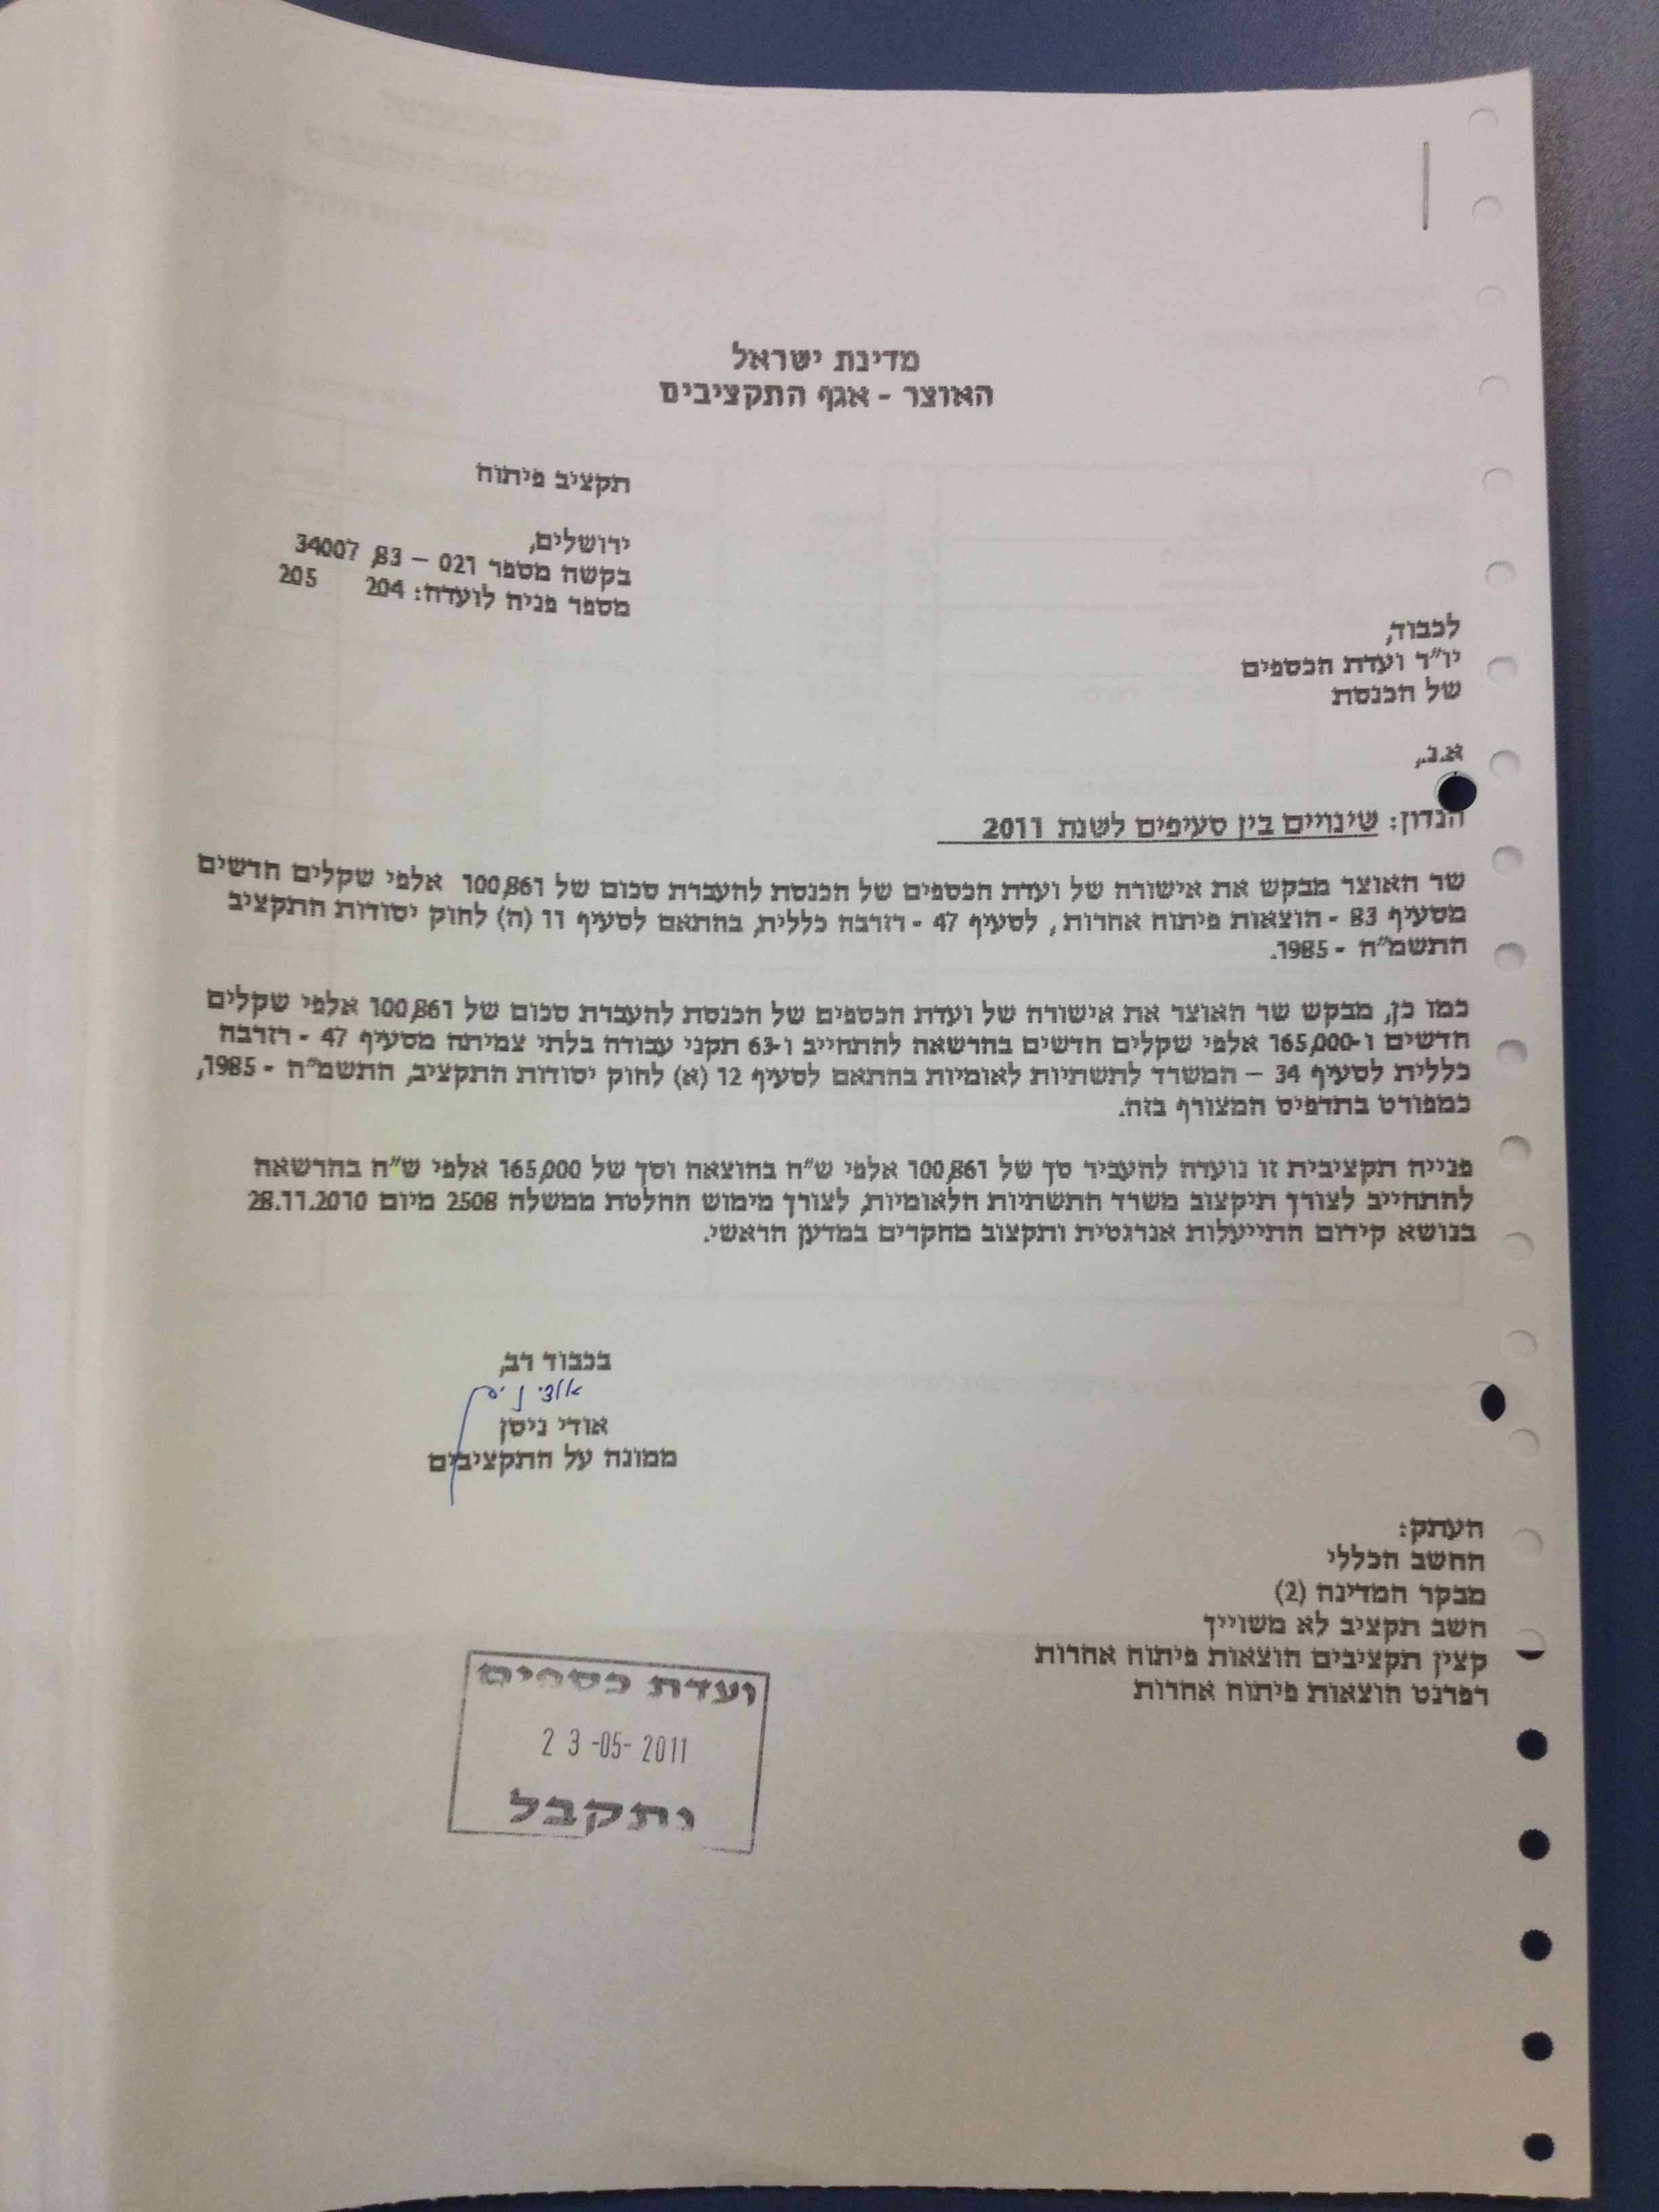 מדינת ישראל
האוצר - אגף התקציבים
תקציב פיתוח
ירושלים,
בקשה מספר 021 – 83, 34007
מספר פניה לועדה: 204 205
לכבוד,
יו"ר ועדת הכספים
של הכנסת
א.נ.,
הנדון: שינויים בין סעיפים לשנת 2011
שר האוצר מבקש את אישורה של ועדת הכספים של הכנסת להעברת סכום של 100,861 אלפי שקלים חדשים
מסעיף 83 - הוצאות פיתוח אחרות, לסעיף 47 - רזרבה כללית, בהתאם לסעיף 11 (ה) לחוק יסודות התקציב
התשמ"ה - 1985.
כמו כן, מבקש שר האוצר את אישורה של ועדת הכספים של הכנסת להעברת סכום של 100,861 אלפי שקלים
חדשים ו-165,000 אלפי שקלים חדשים בהרשאה להתחייב ו-63 תקני עבודה בלתי צמיתה מסעיף 47 - רזרבה
כללית לסעיף 34 – המשרד לתשתיות לאומיות בהתאם לסעיף 12 (א) לחוק יסודות התקציב, התשמ"ה - 1985,
כמפורט בתדפיס המצורף בזה.
פנייה תקציבית זו נועדה להעביר סך של 100,861 אלפי ש"ח בהוצאה וסך של 165,000 אלפי ש"ח בהרשאה
להתחייב לצורך תיקצוב משרד התשתיות הלאומיות, לצורך מימוש החלטת ממשלה 2508 מיום 28.11.2010
בנושא קידום התייעלות אנרגטית ותקצוב מחקרים במדען הראשי.
בכבוד רב,
אודי ניסן
אודי ניסן
ממונה על התקציבים
העתק:
החשב הכללי
מבקר המדינה (2)
חשב תקציב לא משוייך
קצין תקציבים הוצאות פיתוח אחרות
רפרנט הוצאות פיתוח אחרות
ועדת כספים
23-05-2011
נתקבל